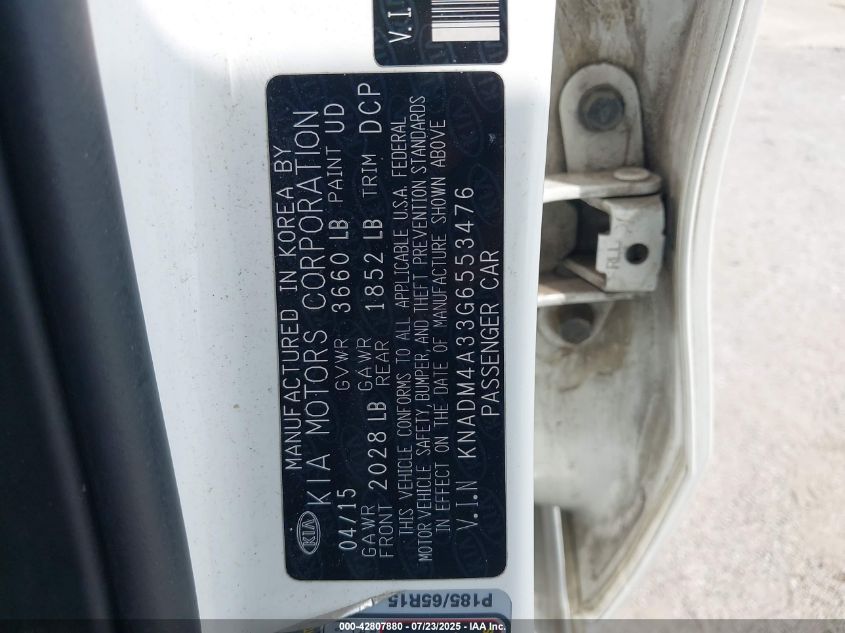 V.I.N
MANUFACTURED IN KOREA BY
KIA KIA MOTORS CORPORATION
04/15 GVWR 3660 LB PAINT UD
GAWR FRONT 2028 LB GAWR REAR 1852 LB TRIM DCP
THIS VEHICLE CONFORMS TO ALL APPLICABLE U.S.A. FEDERAL
MOTOR VEHICLE SAFETY, BUMPER, AND THEFT PREVENTION STANDARDS
IN EFFECT ON THE DATE OF MANUFACTURE SHOWN ABOVE
V.I.N KNADM4A33G6553476
PASSENGER CAR
P185/65R15
RLL
000-42807880 - 07/23/2025 - IAA Inc.